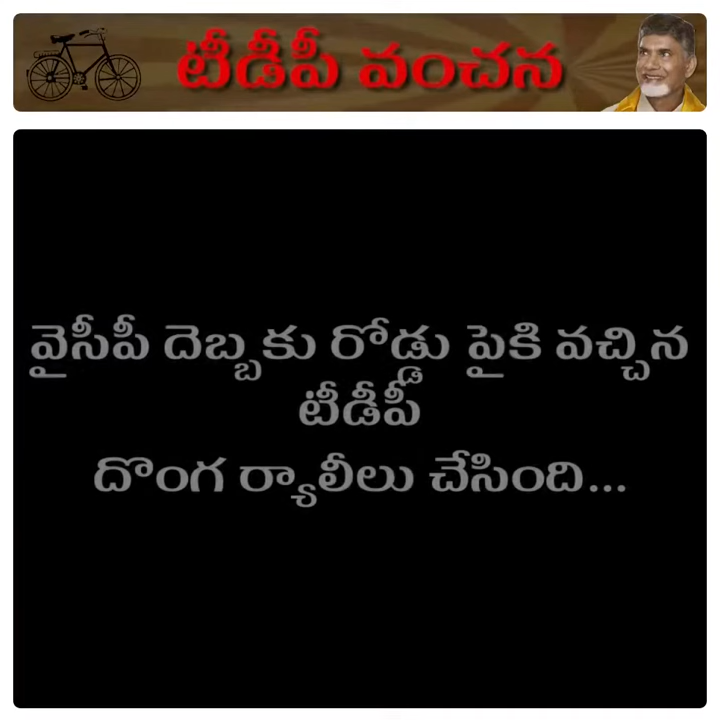 టీడీపీ వంచన
వైసీపీ దెబ్బకు రోడ్డు పైకి వచ్చిన
టీడీపీ
దొంగ ర్యాలీలు చేసింది...